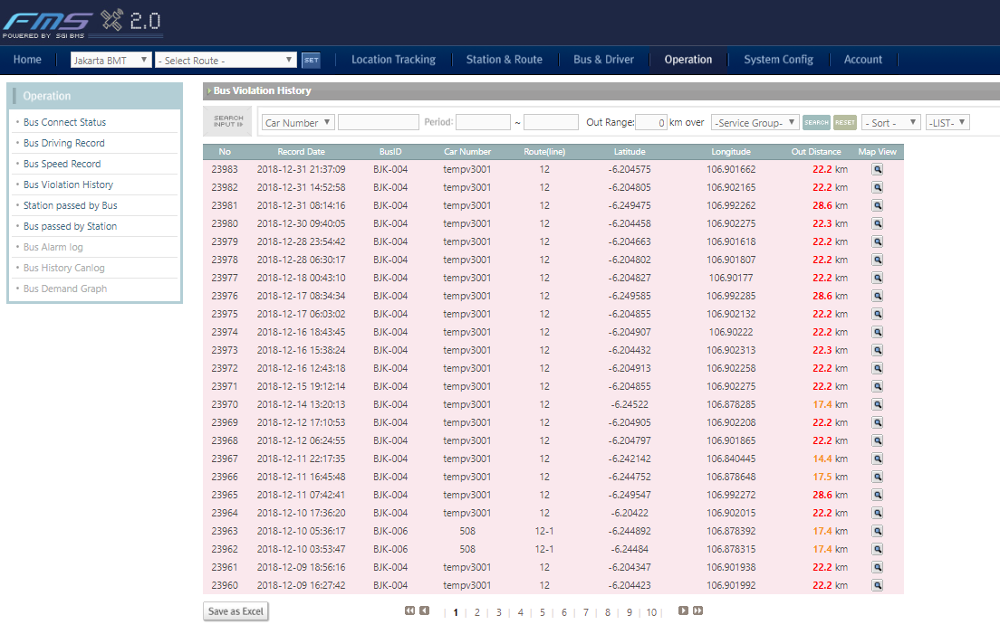 FMS 2.0
POWERED BY SGI BMS
Home Jakarta BMT - Select Route - SET Location Tracking Station & Route Bus & Driver Operation System Config Account
Operation
Bus Connect Status
Bus Driving Record
Bus Speed Record
Bus Violation History
Station passed by Bus
Bus passed by Station
Bus Alarm log
Bus History Canlog
Bus Demand Graph
Bus Violation History
SEARCH
INPUT
Car Number Period: ~ Out Range: 0 km over -Service Group- SEARCH RESET - Sort - -LIST-
No Record Date BusID Car Number Route(line) Latitude Longitude Out Distance Map View
23983 2018-12-31 21:37:09 BJK-004 tempv3001 12 -6.204575 106.901662 22.2 km
23982 2018-12-31 14:52:58 BJK-004 tempv3001 12 -6.204805 106.902165 22.2 km
23981 2018-12-31 08:14:16 BJK-004 tempv3001 12 -6.249475 106.992262 28.6 km
23980 2018-12-30 09:40:05 BJK-004 tempv3001 12 -6.204458 106.902275 22.3 km
23979 2018-12-28 23:54:42 BJK-004 tempv3001 12 -6.204663 106.901618 22.2 km
23978 2018-12-28 06:30:17 BJK-004 tempv3001 12 -6.204802 106.901807 22.2 km
23977 2018-12-18 00:43:10 BJK-004 tempv3001 12 -6.204827 106.90177 22.2 km
23976 2018-12-17 08:34:34 BJK-004 tempv3001 12 -6.249585 106.992285 28.6 km
23975 2018-12-17 06:03:02 BJK-004 tempv3001 12 -6.204855 106.902132 22.2 km
23974 2018-12-16 18:43:45 BJK-004 tempv3001 12 -6.204907 106.90222 22.2 km
23973 2018-12-16 15:38:24 BJK-004 tempv3001 12 -6.204432 106.902313 22.3 km
23972 2018-12-16 12:43:18 BJK-004 tempv3001 12 -6.204913 106.902258 22.2 km
23971 2018-12-15 19:12:14 BJK-004 tempv3001 12 -6.204855 106.902275 22.2 km
23970 2018-12-14 13:20:13 BJK-004 tempv3001 12 -6.24522 106.878285 17.4 km
23969 2018-12-12 17:10:53 BJK-004 tempv3001 12 -6.204905 106.902208 22.2 km
23968 2018-12-12 06:24:55 BJK-004 tempv3001 12 -6.204797 106.901865 22.2 km
23967 2018-12-11 22:17:35 BJK-004 tempv3001 12 -6.242142 106.840445 14.4 km
23966 2018-12-11 16:45:48 BJK-004 tempv3001 12 -6.244752 106.878648 17.5 km
23965 2018-12-11 07:42:41 BJK-004 tempv3001 12 -6.249547 106.992272 28.6 km
23964 2018-12-10 17:36:20 BJK-004 tempv3001 12 -6.20422 106.902015 22.2 km
23963 2018-12-10 05:36:17 BJK-006 508 12-1 -6.244892 106.878392 17.4 km
23962 2018-12-10 03:53:47 BJK-006 508 12-1 -6.24484 106.878315 17.4 km
23961 2018-12-09 18:56:16 BJK-004 tempv3001 12 -6.204347 106.901938 22.2 km
23960 2018-12-09 16:27:42 BJK-004 tempv3001 12 -6.204423 106.901992 22.2 km
Save as Excel | 1 | 2 | 3 | 4 | 5 | 6 | 7 | 8 | 9 | 10 |